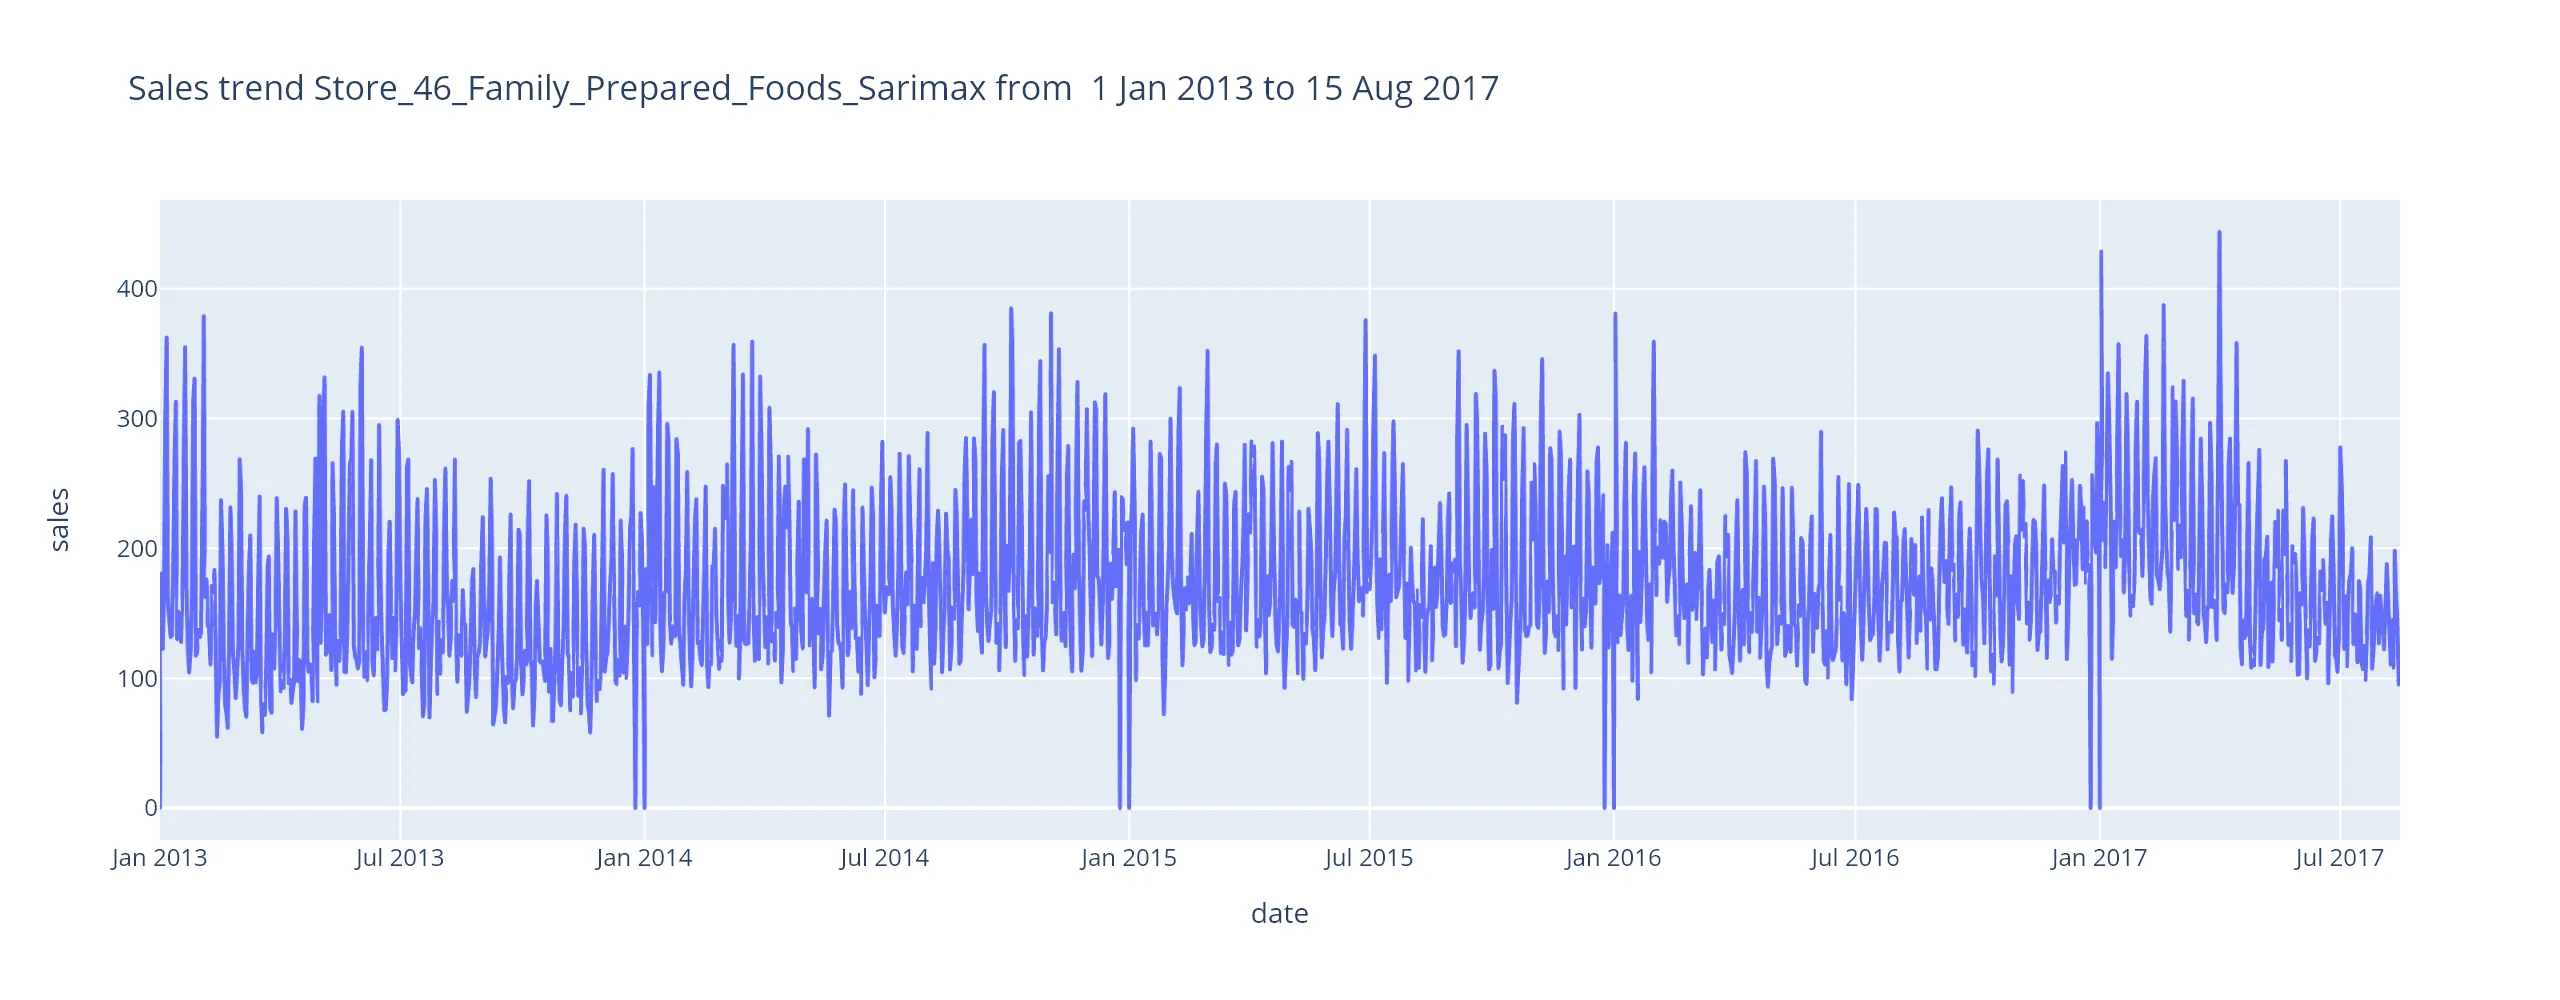 Sales trend Store_46_Family_Prepared_Foods_Sarimax from  1 Jan 2013 to 15 Aug 2017
sales
400
300
200
100
0
Jan 2013 Jul 2013 Jan 2014 Jul 2014 Jan 2015 Jul 2015 Jan 2016 Jul 2016 Jan 2017 Jul 2017
date